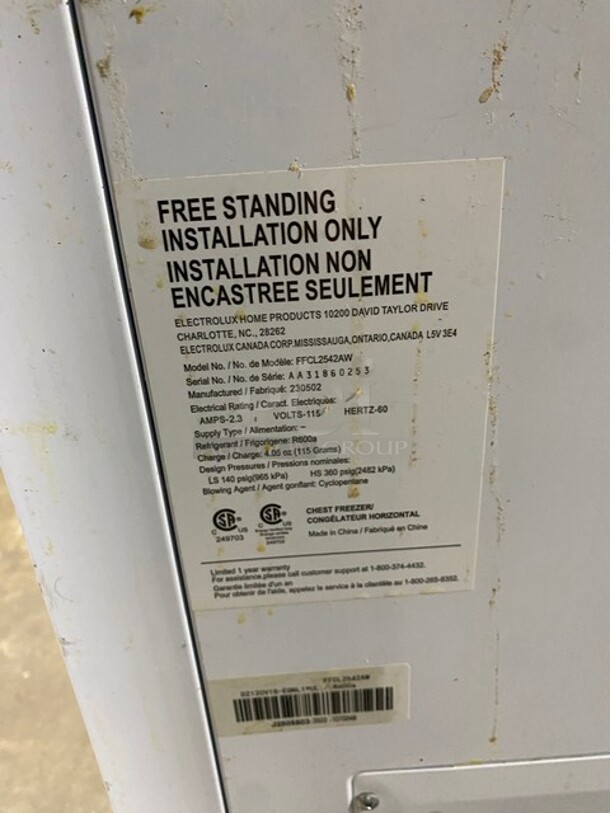 FREE STANDING
INSTALLATION ONLY
INSTALLATION NON
ENCASTREE SEULEMENT
ELECTROLUX HOME PRODUCTS 10200 DAVID TAYLOR DRIVE
CHARLOTTE, NC., 28262
ELECTROLUX CANADA CORP.MISSISSAUGA,ONTARIO,CANADA L5V 3E4
Model No. / No. de Modèle: FFCL2542AW
Serial No. / No. de Série: AA31860253
Manufactured / Fabriqué: 230502
Electrical Rating / Caract. Electriques:
AMPS-2.3 VOLTS-115 HERTZ-60
Supply Type / Alimentation: –
Refrigerant / Frigorigene: R600a
Charge / Charge: 4.05 oz (115 Grams)
Design Pressures / Pressions nominales:
LS 140 psig(965 kPa) HS 360 psig(2482 kPa)
Blowing Agent / Agent gonflant: Cyclopentane
C US
249703
C US
249703
CHEST FREEZER/
CONGÉLATEUR HORIZONTAL
Made in China / Fabriqué en Chine
Limited 1 year warranty
For assistance,please call customer support at 1-800-374-4432.
Garantie limitée d'un an
Pour obtenir de l'aide, appelez le service à la clientèle au 1-800-265-8352.
FFCL2542AW
GROUP